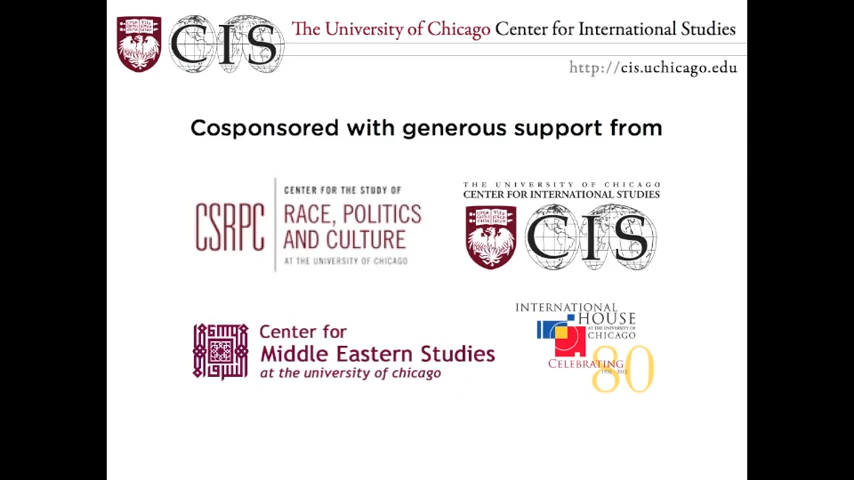 CIS
The University of Chicago Center for International Studies
http://cis.uchicago.edu
Cosponsored with generous support from
CSRPC
CENTER FOR THE STUDY OF
RACE, POLITICS
AND CULTURE
AT THE UNIVERSITY OF CHICAGO
THE UNIVERSITY OF CHICAGO
CENTER FOR INTERNATIONAL STUDIES
CIS
Center for
Middle Eastern Studies
at the university of chicago
INTERNATIONAL
HOUSE
AT THE UNIVERSITY OF
CHICAGO
CELEBRATING
80